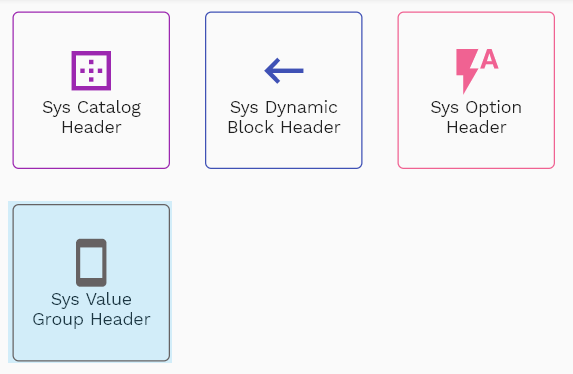 Sys Catalog
Header
Sys Dynamic
Block Header
A
Sys Option
Header
Sys Value
Group Header